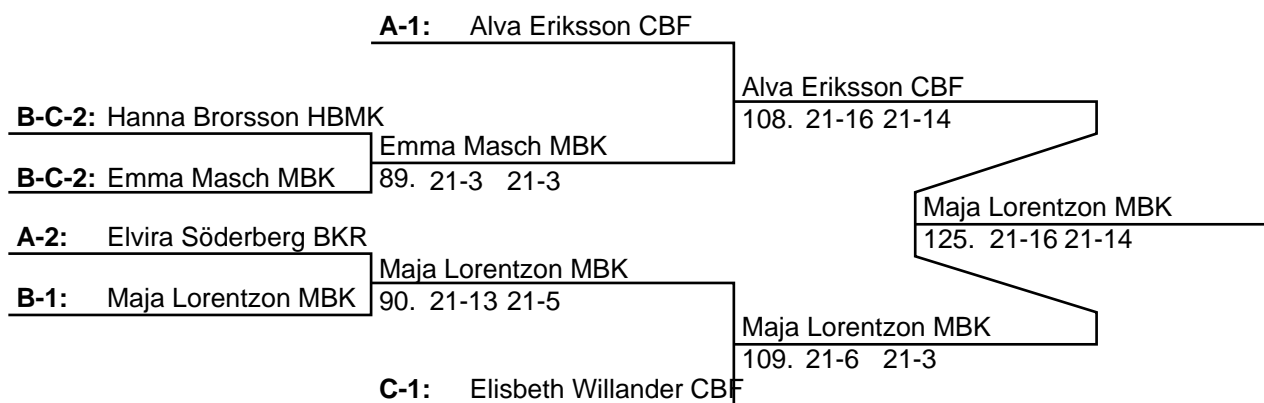 A-1: Alva Eriksson CBF
Alva Eriksson CBF
108. 21-16 21-14
B-C-2: Hanna Brorsson HBMK
Emma Masch MBK
89. 21-3 21-3
B-C-2: Emma Masch MBK
Maja Lorentzon MBK
125. 21-16 21-14
A-2: Elvira Söderberg BKR
Maja Lorentzon MBK
90. 21-13 21-5
B-1: Maja Lorentzon MBK
Maja Lorentzon MBK
109. 21-6 21-3
C-1: Elisbeth Willander CBF